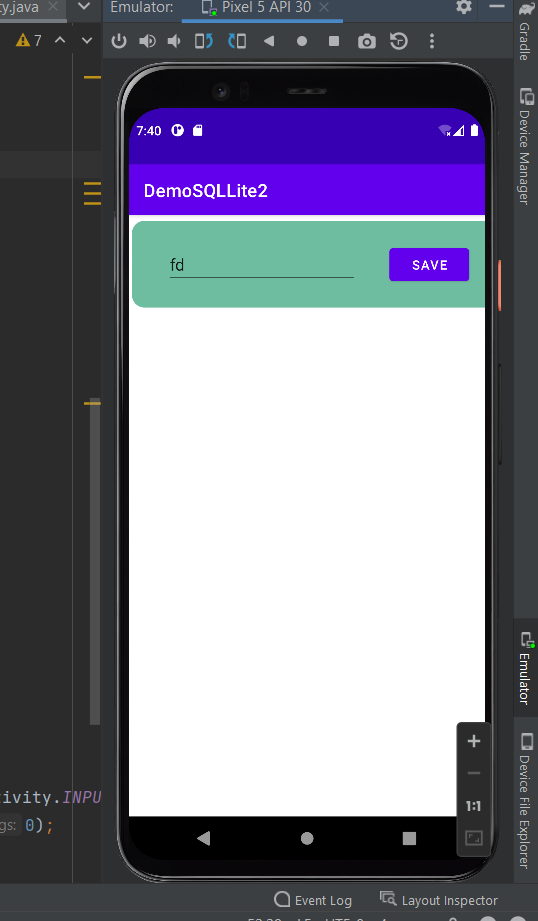 ty.java
Emulator:
Pixel 5 API 30
7
7:40
DemoSQLLite2
fd
SAVE
1:1
ivity.INPU
gs: 0);
Event Log
Layout Inspector
Gradle
Device Manager
Emulator
Device File Explorer